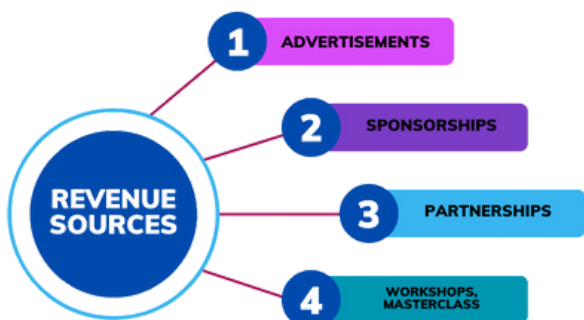 REVENUE
SOURCES
1
ADVERTISEMENTS
2
SPONSORSHIPS
3
PARTNERSHIPS
4
WORKSHOPS,
MASTERCLASS